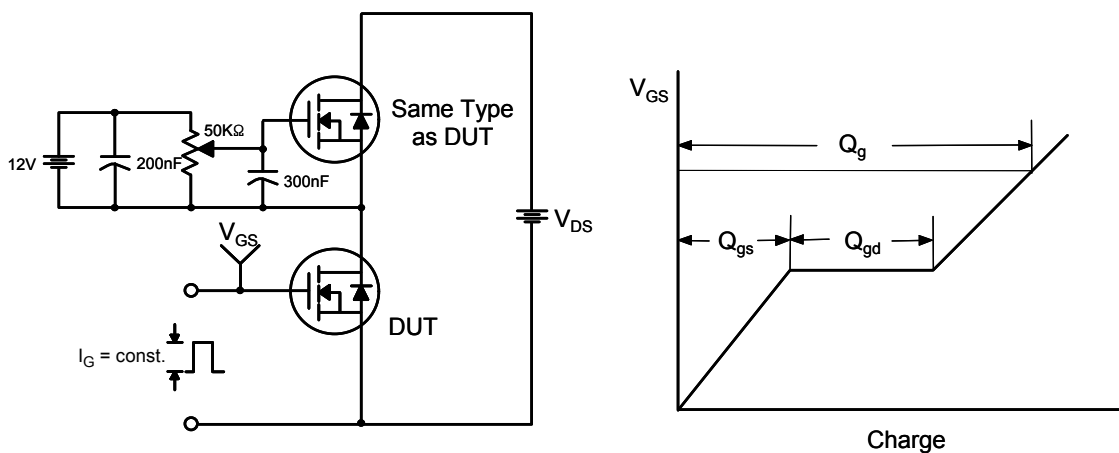 50KΩ
12V
200nF
300nF
Same Type
as DUT
V_DS
V_GS
DUT
I_G = const.
V_GS
Q_g
Q_gs
Q_gd
Charge